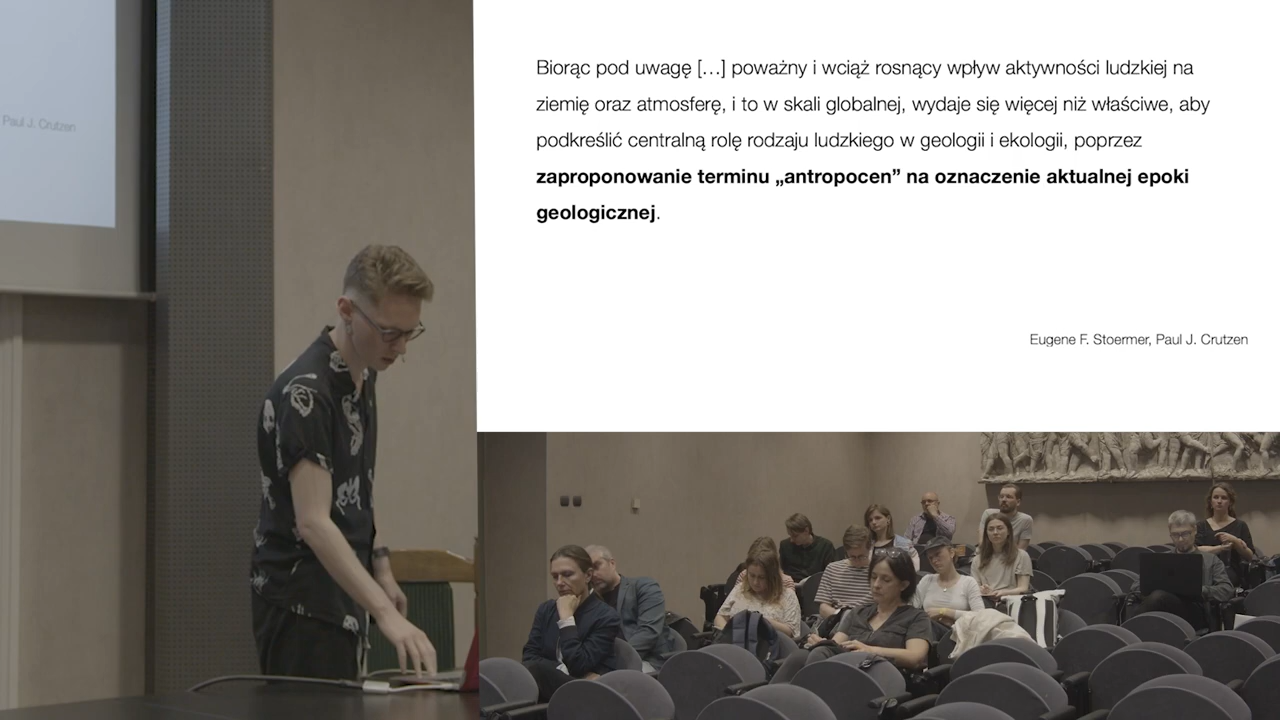 Paul J. Crutzen
Biorąc pod uwagę […] poważny i wciąż rosnący wpływ aktywności ludzkiej na
ziemię oraz atmosferę, i to w skali globalnej, wydaje się więcej niż właściwe, aby
podkreślić centralną rolę rodzaju ludzkiego w geologii i ekologii, poprzez
zaproponowanie terminu „antropocen” na oznaczenie aktualnej epoki
geologicznej.
Eugene F. Stoermer, Paul J. Crutzen